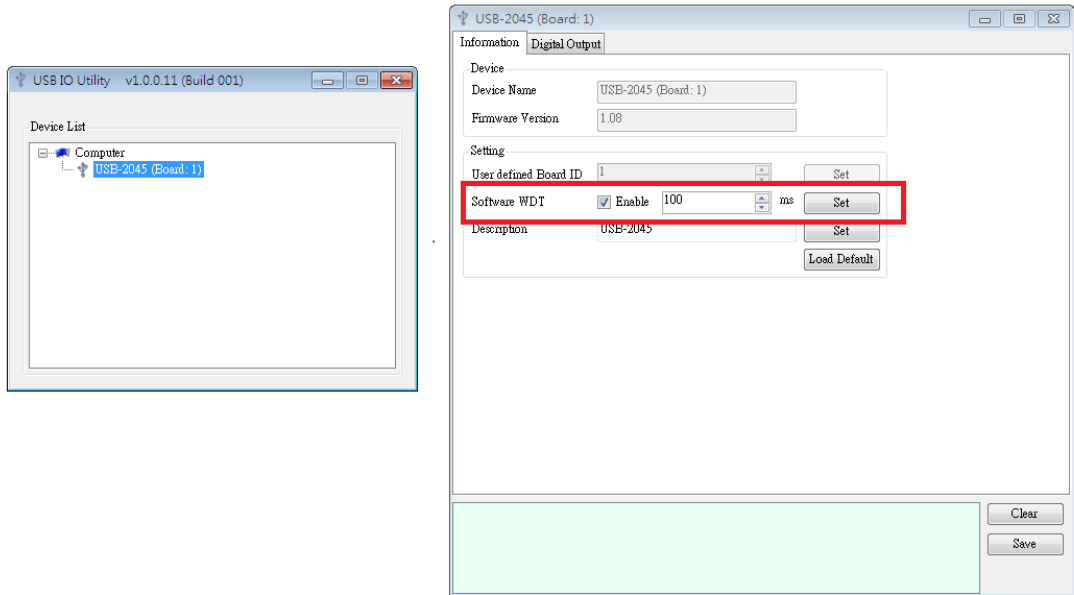 USB IO Utility v1.0.0.11 (Build 001)
Device List
Computer
USB-2045 (Board: 1)
USB-2045 (Board: 1)
Information Digital Output
Device
Device Name USB-2045 (Board: 1)
Firmware Version 1.08
Setting
User defined Board ID 1 Set
Software WDT Enable 100 ms Set
Description USB-2045 Set
Load Default
Clear
Save